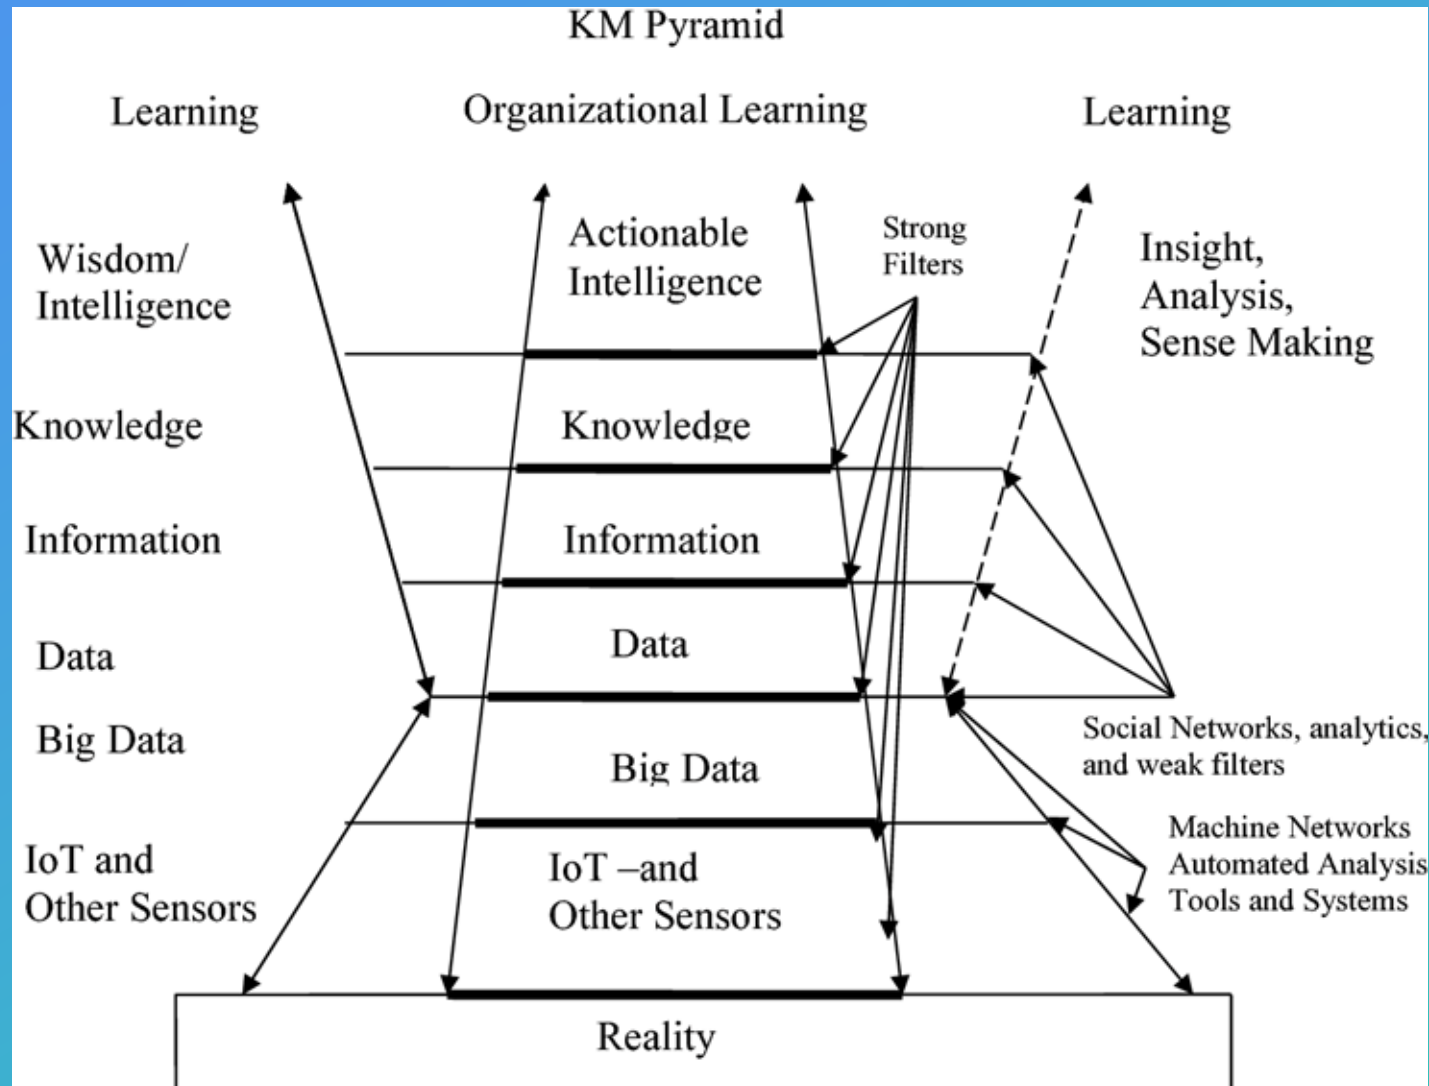 KM Pyramid
Learning
Organizational Learning
Learning
Wisdom/
Intelligence
Actionable
Intelligence
Strong
Filters
Insight,
Analysis,
Sense Making
Knowledge
Knowledge
Information
Information
Data
Data
Big Data
Big Data
Social Networks, analytics,
and weak filters
IoT and
Other Sensors
IoT –and
Other Sensors
Machine Networks
Automated Analysis
Tools and Systems
Reality